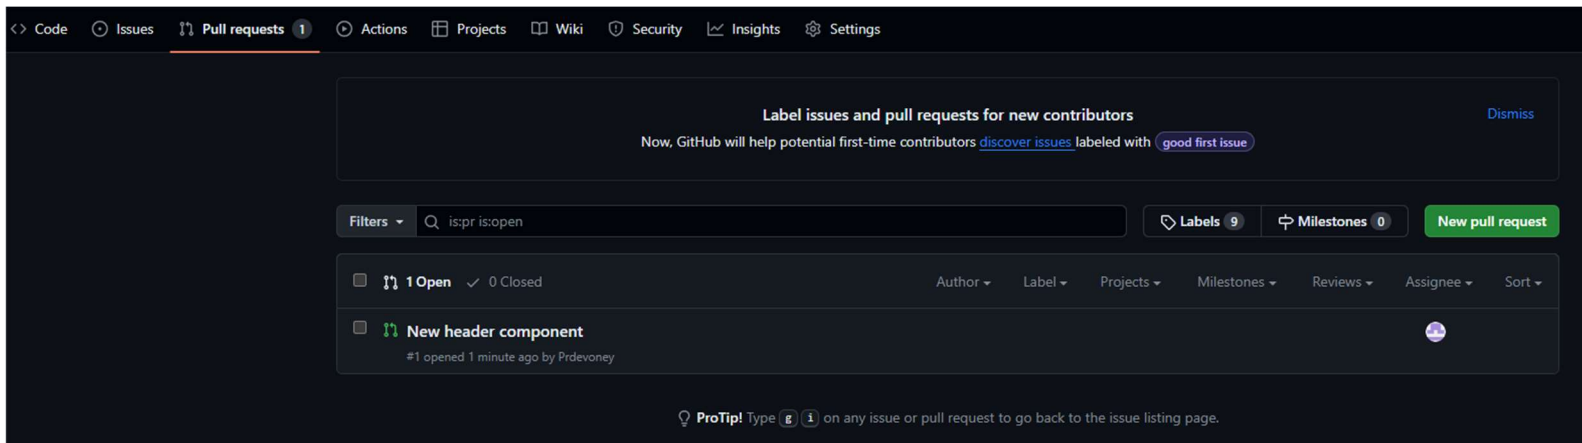 Code Issues Pull requests 1 Actions Projects Wiki Security Insights Settings
Label issues and pull requests for new contributors
Dismiss
Now, GitHub will help potential first-time contributors discover issues labeled with good first issue
Filters is:pr is:open Labels 9 Milestones 0 New pull request
1 Open 0 Closed Author Label Projects Milestones Reviews Assignee Sort
New header component
#1 opened 1 minute ago by Prdevoney
ProTip! Type g i on any issue or pull request to go back to the issue listing page.